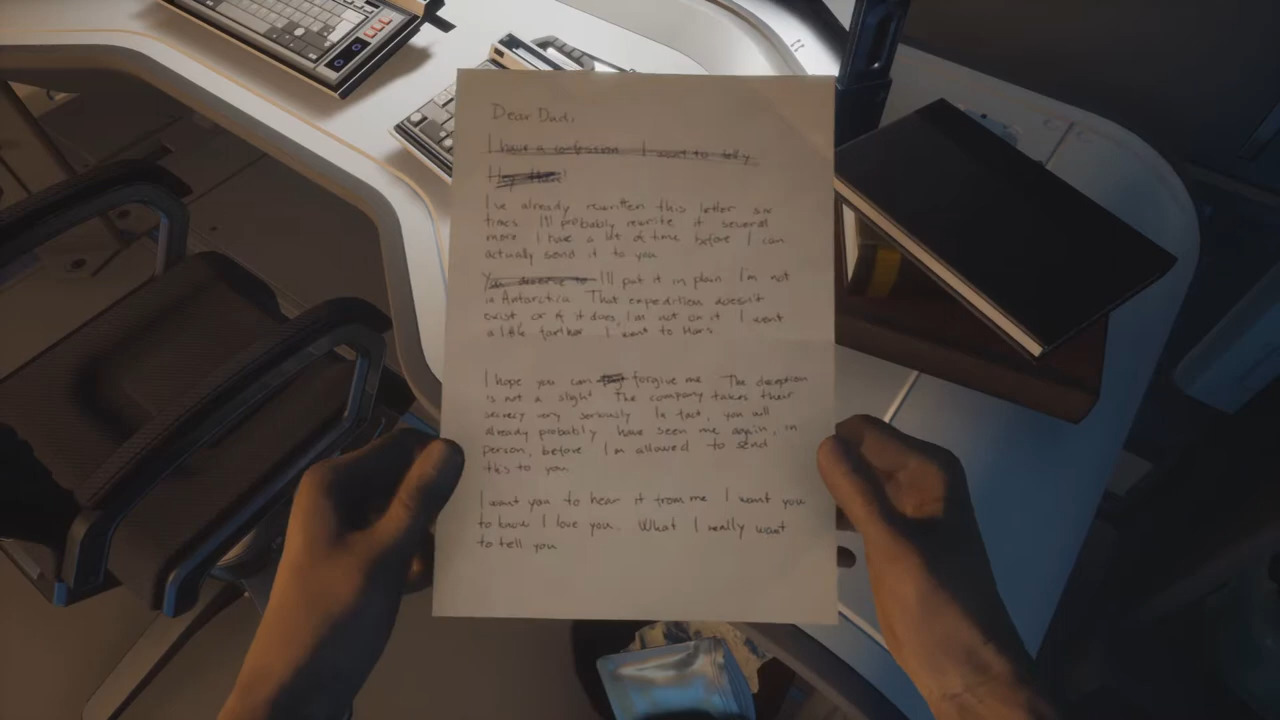 Dear Dad,
I have a confession I want to
Hey there!
I've already rewritten this letter six
times I'll probably rewrite it several
more I have a lot of time before I can
actually send it to you
You deserve to I'll put it in plain I'm not
in Antarctica That expedition doesn't
exist or if it does, I'm not on it I went
a little farther I went to Mars
I hope you can forgive me The deception
is not a slight The company takes their
secrecy very seriously In fact, you all
already probably have seen me again, in
person, before I'm allowed to send
this to you.
I want you to hear it from me I want you
to know I love you. What I really want
to tell you